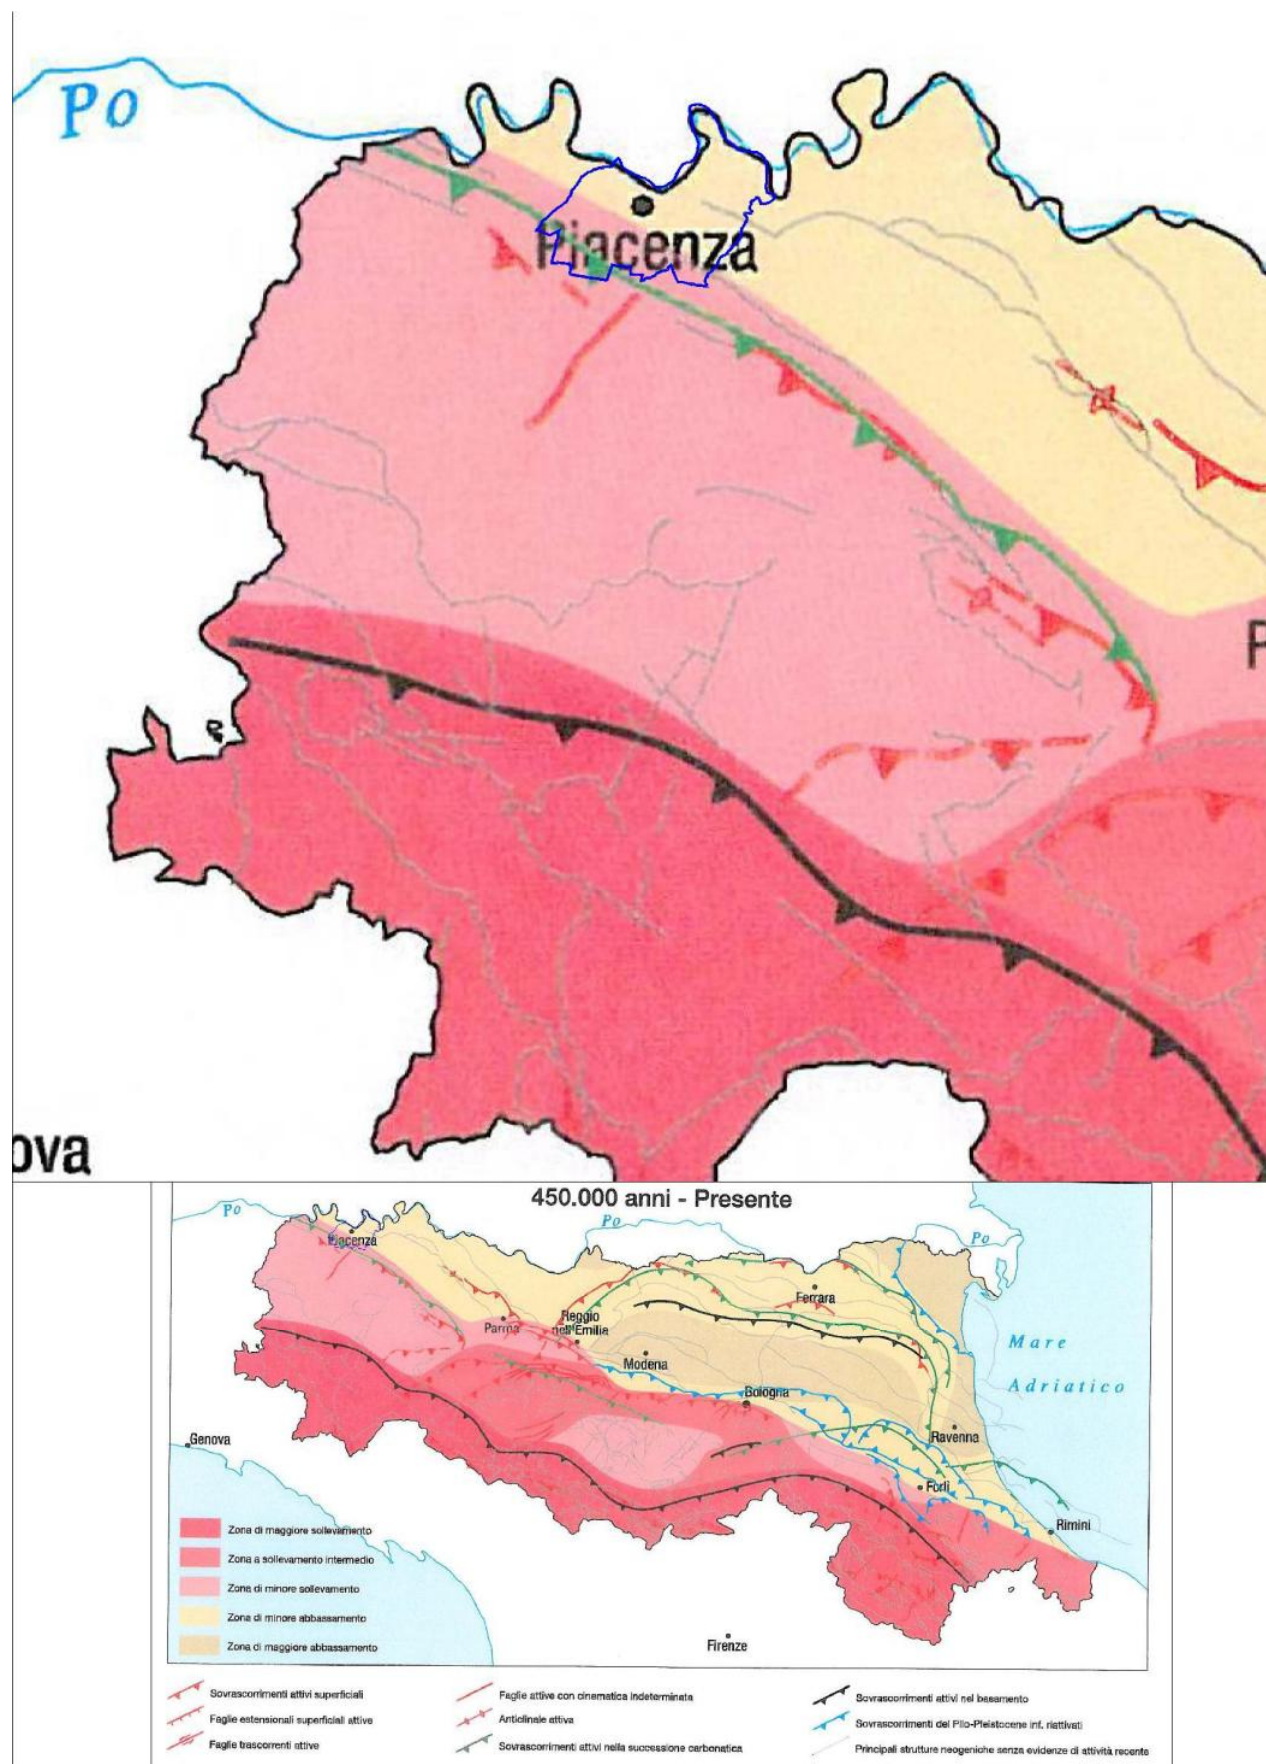 Po
Piacenza
P
ova
450.000 anni - Presente
Po
Po
Po
Piacenza
Ferrara
Reggio
nell'Emilia
Parma
Mare
Adriatico
Modena
Bologna
Ravenna
Genova
Forlì
Rimini
Firenze
Zona di maggiore sollevamento
Zona a sollevamento intermedio
Zona di minore sollevamento
Zona di minore abbassamento
Zona di maggiore abbassamento
Sovrascorrimenti attivi superficiali
Faglie estensionali superficiali attive
Faglie trascorrenti attive
Faglie attive con cinematica indeterminata
Anticlinale attiva
Sovrascorrimenti attivi nella successione carbonatica
Sovrascorrimenti attivi nel basamento
Sovrascorrimenti del Plio-Pleistocene inf. riattivati
Principali strutture neogeniche senza evidenze di attività recente